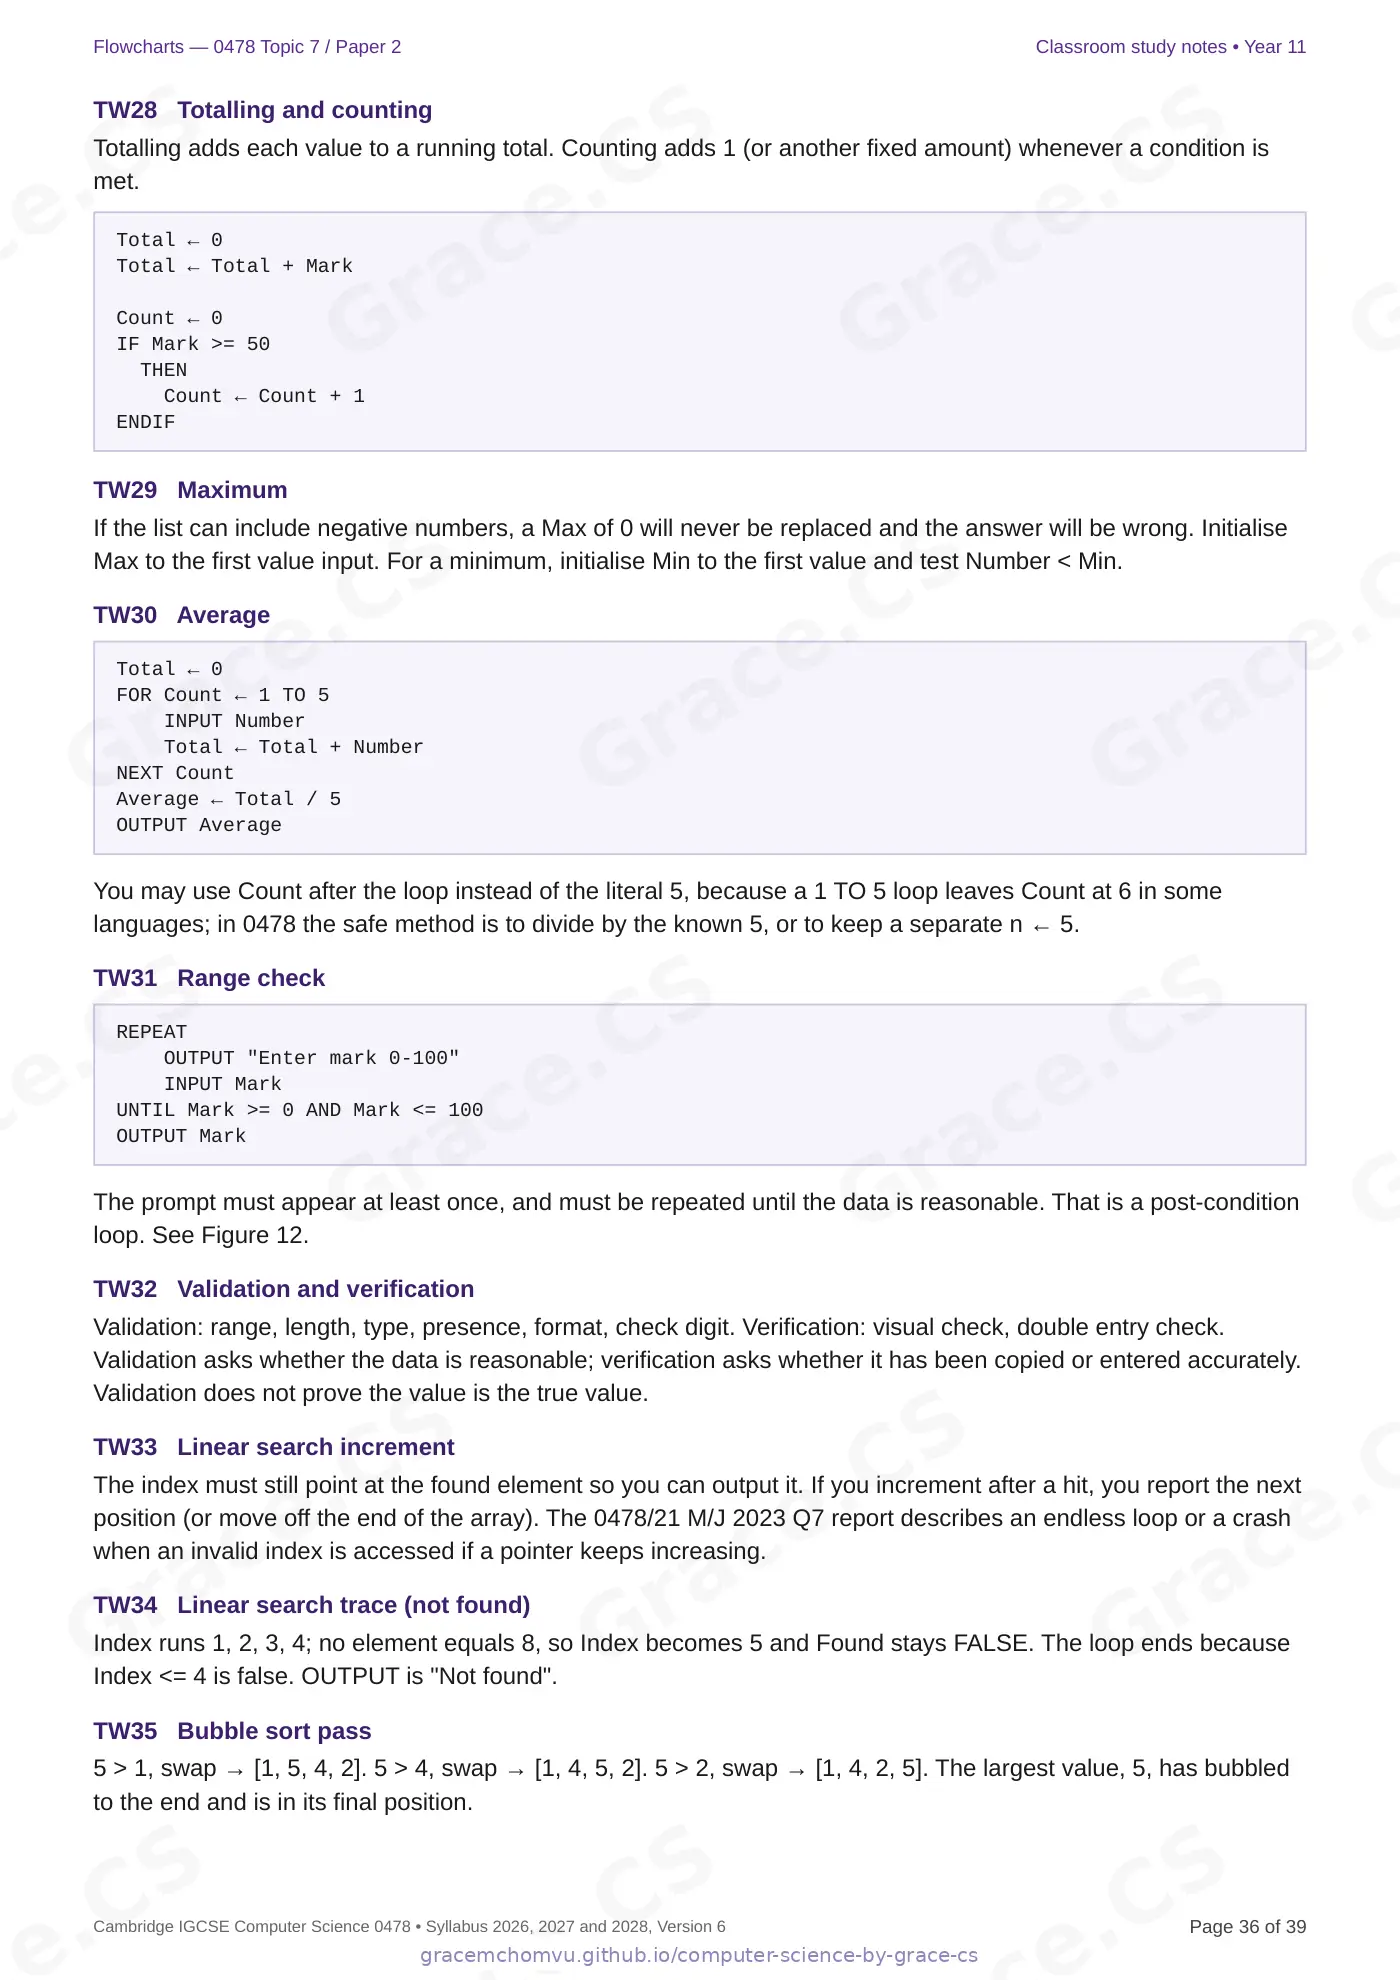 Flowcharts — 0478 Topic 7 / Paper 2
Classroom study notes • Year 11
TW28 Totalling and counting
Totalling adds each value to a running total. Counting adds 1 (or another fixed amount) whenever a condition is
met.
Total ← 0
Total ← Total + Mark
Count ← 0
IF Mark >= 50
  THEN
    Count ← Count + 1
ENDIF
TW29 Maximum
If the list can include negative numbers, a Max of 0 will never be replaced and the answer will be wrong. Initialise
Max to the first value input. For a minimum, initialise Min to the first value and test Number < Min.
TW30 Average
Total ← 0
FOR Count ← 1 TO 5
    INPUT Number
    Total ← Total + Number
NEXT Count
Average ← Total / 5
OUTPUT Average
You may use Count after the loop instead of the literal 5, because a 1 TO 5 loop leaves Count at 6 in some
languages; in 0478 the safe method is to divide by the known 5, or to keep a separate n ← 5.
TW31 Range check
REPEAT
    OUTPUT "Enter mark 0-100"
    INPUT Mark
UNTIL Mark >= 0 AND Mark <= 100
OUTPUT Mark
The prompt must appear at least once, and must be repeated until the data is reasonable. That is a post-condition
loop. See Figure 12.
TW32 Validation and verification
Validation: range, length, type, presence, format, check digit. Verification: visual check, double entry check.
Validation asks whether the data is reasonable; verification asks whether it has been copied or entered accurately.
Validation does not prove the value is the true value.
TW33 Linear search increment
The index must still point at the found element so you can output it. If you increment after a hit, you report the next
position (or move off the end of the array). The 0478/21 M/J 2023 Q7 report describes an endless loop or a crash
when an invalid index is accessed if a pointer keeps increasing.
TW34 Linear search trace (not found)
Index runs 1, 2, 3, 4; no element equals 8, so Index becomes 5 and Found stays FALSE. The loop ends because
Index <= 4 is false. OUTPUT is "Not found".
TW35 Bubble sort pass
5 > 1, swap → [1, 5, 4, 2]. 5 > 4, swap → [1, 4, 5, 2]. 5 > 2, swap → [1, 4, 2, 5]. The largest value, 5, has bubbled
to the end and is in its final position.
Cambridge IGCSE Computer Science 0478 • Syllabus 2026, 2027 and 2028, Version 6
Page 36 of 39
gracemchomvu.github.io/computer-science-by-grace-cs
Grace.CS